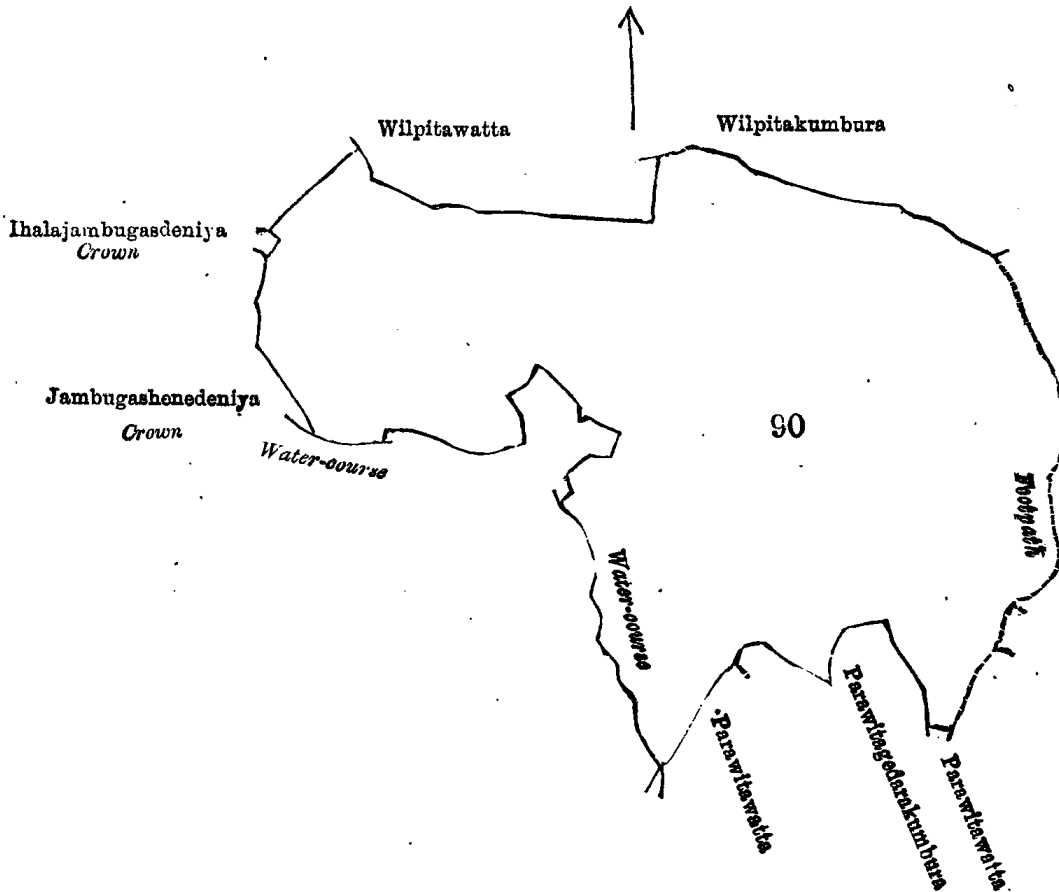 Wilpitawatta
Wilpitakumbura
Ihalajambugasdeniya
Crown
Jambugashenedeniya
Crown
Water-course
90
Footpath
Water-course
Parawitawatta
Parawitagedarakumbura
Parawitawatta